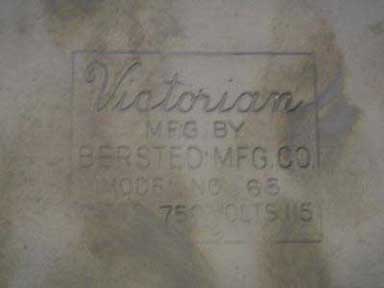 Victorian
MFG. BY
BERSTED MFG. CO.
MODEL NO. 65
750 VOLTS 115